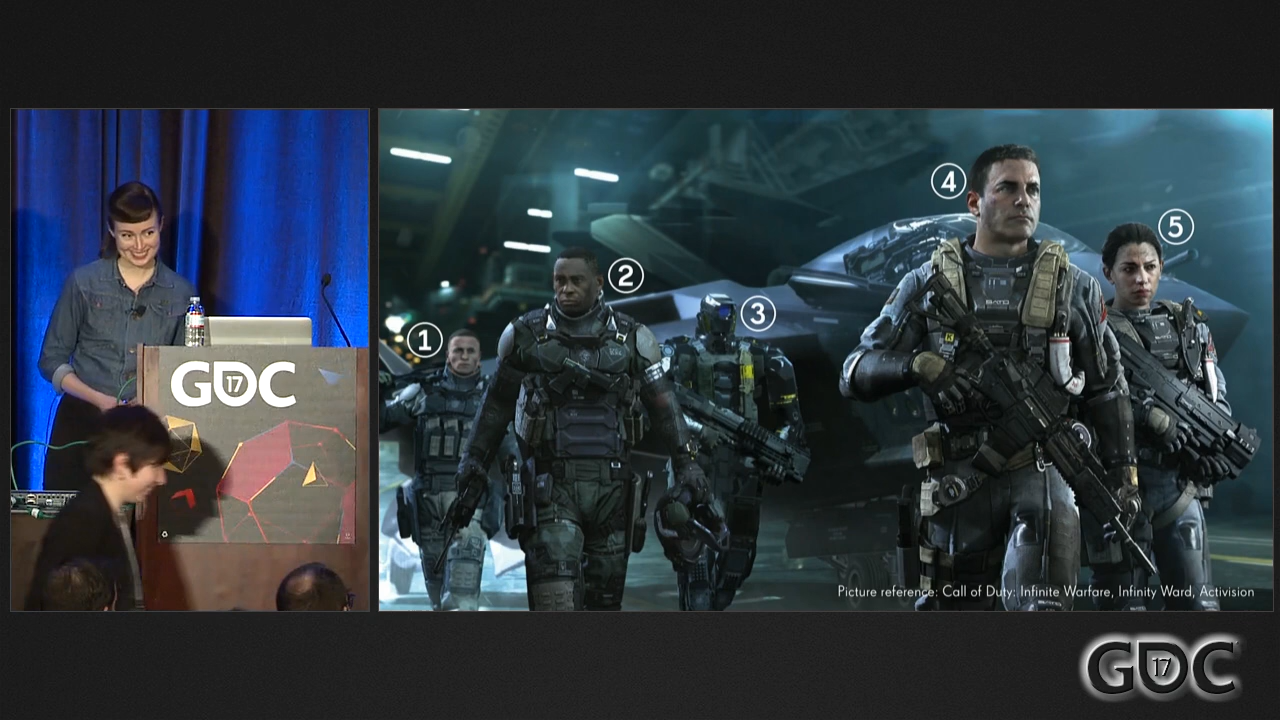 GDC
17
1
2
3
4
5
SATO
Picture reference: Call of Duty: Infinite Warfare, Infinity Ward, Activision
GDC
17